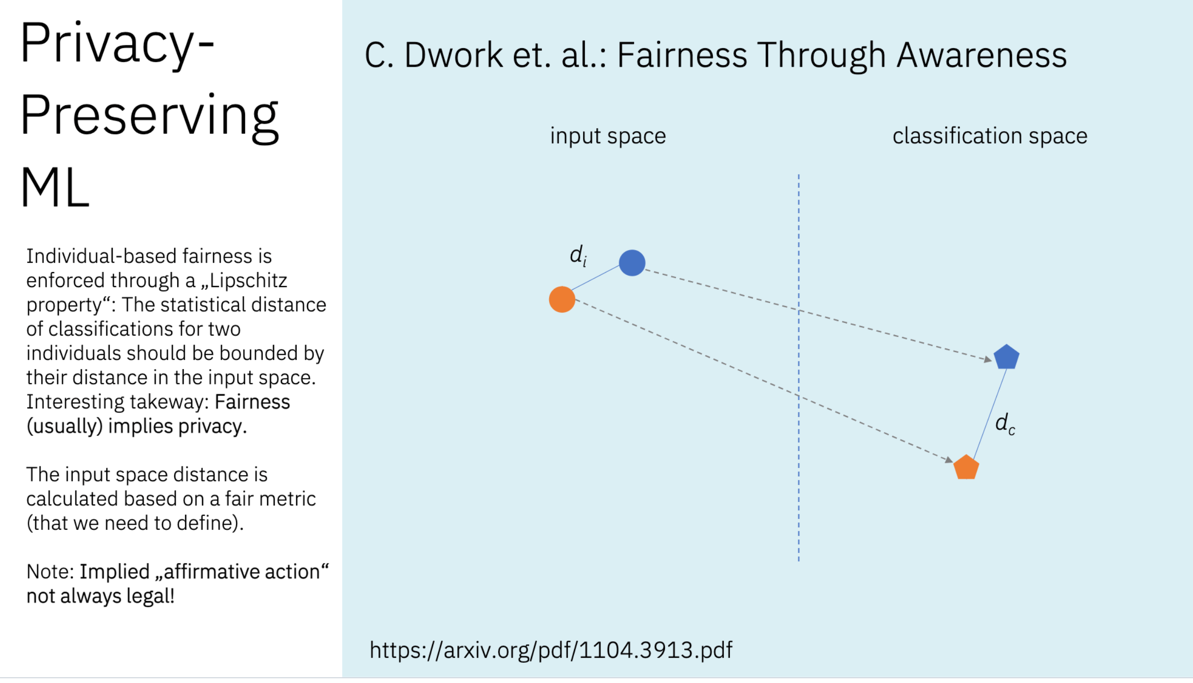 Privacy-
Preserving
ML
Individual-based fairness is
enforced through a „Lipschitz
property“: The statistical distance
of classifications for two
individuals should be bounded by
their distance in the input space.
Interesting takeway: Fairness
(usually) implies privacy.
The input space distance is
calculated based on a fair metric
(that we need to define).
Note: Implied „affirmative action“
not always legal!
C. Dwork et. al.: Fairness Through Awareness
input space
classification space
di
dc
https://arxiv.org/pdf/1104.3913.pdf